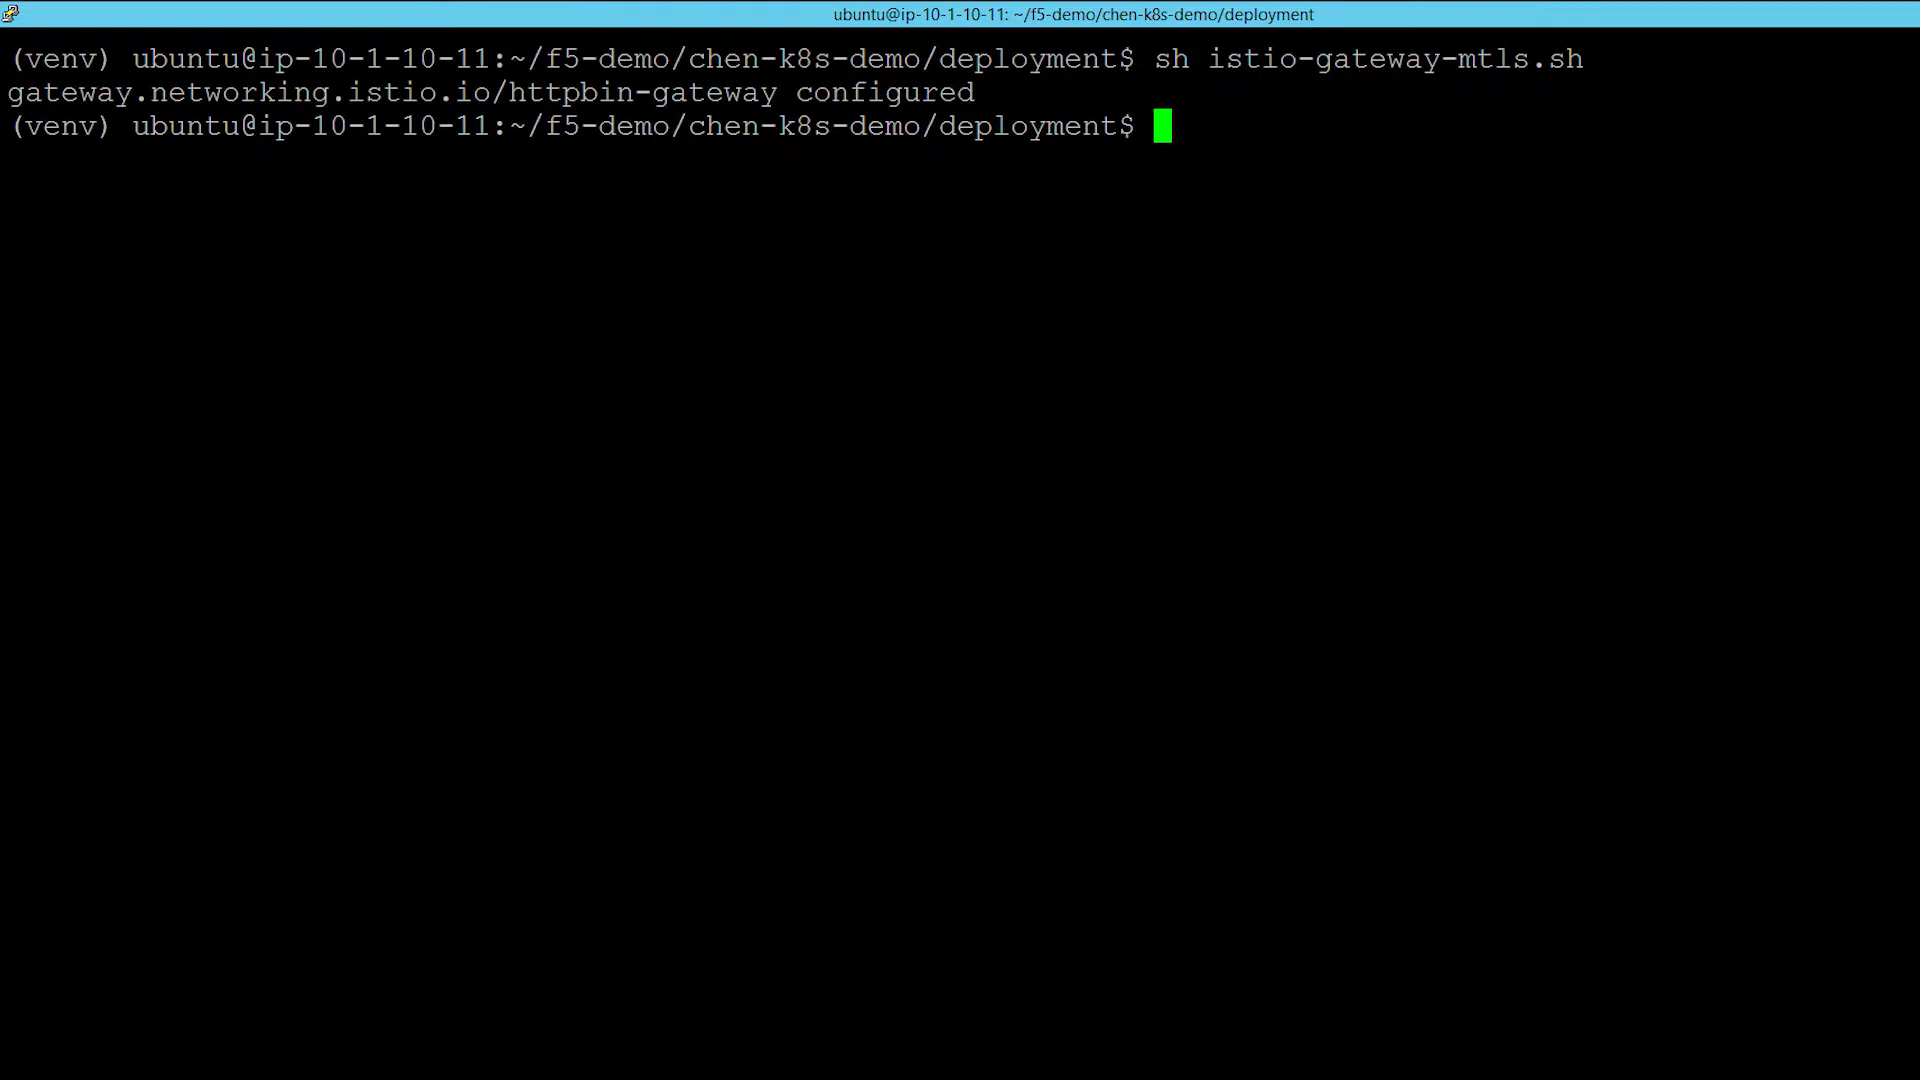 ubuntu@ip-10-1-10-11: ~/f5-demo/chen-k8s-demo/deployment
(venv) ubuntu@ip-10-1-10-11:~/f5-demo/chen-k8s-demo/deployment$ sh istio-gateway-mtls.sh
gateway.networking.istio.io/httpbin-gateway configured
(venv) ubuntu@ip-10-1-10-11:~/f5-demo/chen-k8s-demo/deployment$